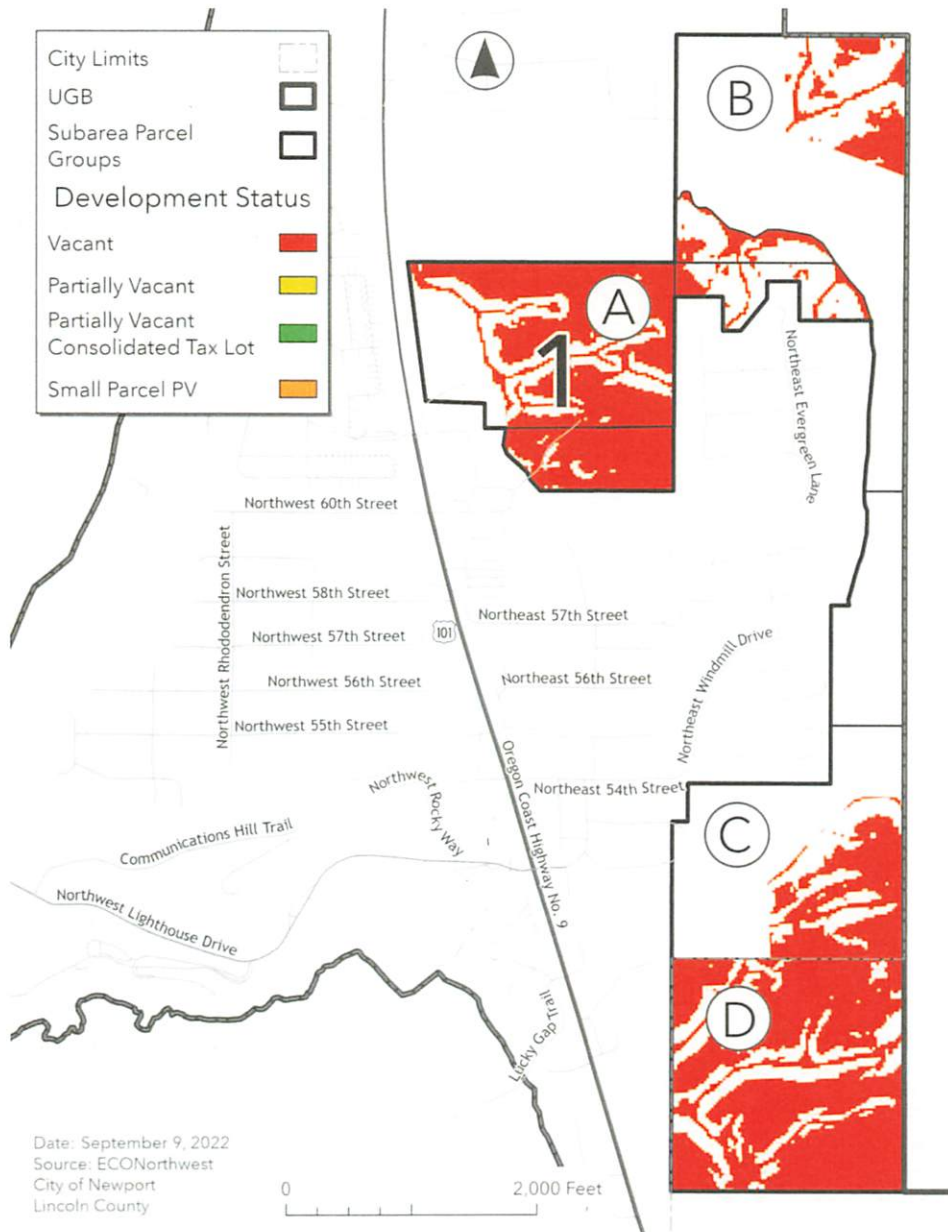 City Limits
UGB
Subarea Parcel
Groups
Development Status
Vacant
Partially Vacant
Partially Vacant
Consolidated Tax Lot
Small Parcel PV
B
A
1
Northeast Evergreen Lane
Northwest 60th Street
Northwest Rhododendron Street
Northwest 58th Street
Northwest 57th Street
101
Northeast 57th Street
Northwest 56th Street
Northeast 56th Street
Northeast Windmill Drive
Northwest 55th Street
Northwest Rocky Way
Oregon Coast Highway No. 9
Northeast 54th Street
Communications Hill Trail
C
Northwest Lighthouse Drive
D
Lucky Gap Trail
Date: September 9, 2022
Source: ECONorthwest
City of Newport
Lincoln County
0 2,000 Feet